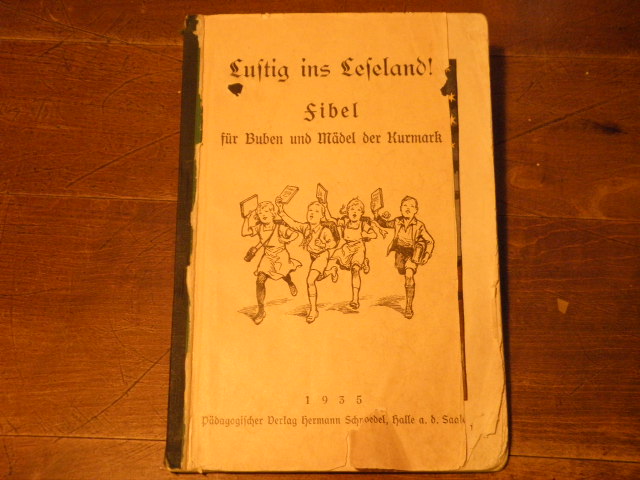 Lustig ins Leseland!
Fibel
für Buben und Mädel der Kurmark
1935
Pädagogischer Verlag Hermann Schroedel, Halle a. d. Saale